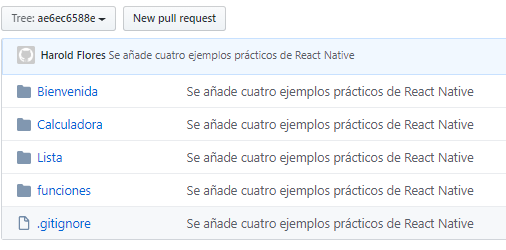 Tree: ae6ec6588e New pull request
Harold Flores Se añade cuatro ejemplos prácticos de React Native
Bienvenida Se añade cuatro ejemplos prácticos de React Native
Calculadora Se añade cuatro ejemplos prácticos de React Native
Lista Se añade cuatro ejemplos prácticos de React Native
funciones Se añade cuatro ejemplos prácticos de React Native
.gitignore Se añade cuatro ejemplos prácticos de React Native